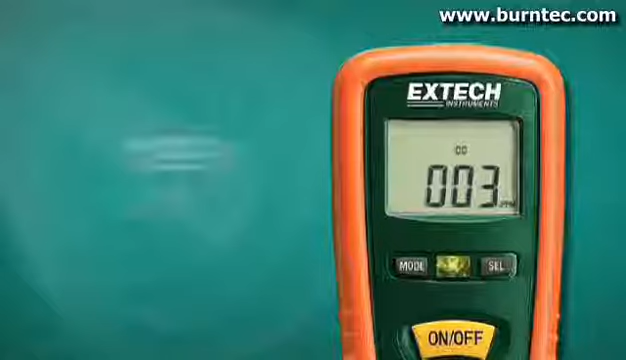 www.burntec.com
EXTECH
INSTRUMENTS
CO
003
PPM
MODE
SEL
ON/OFF